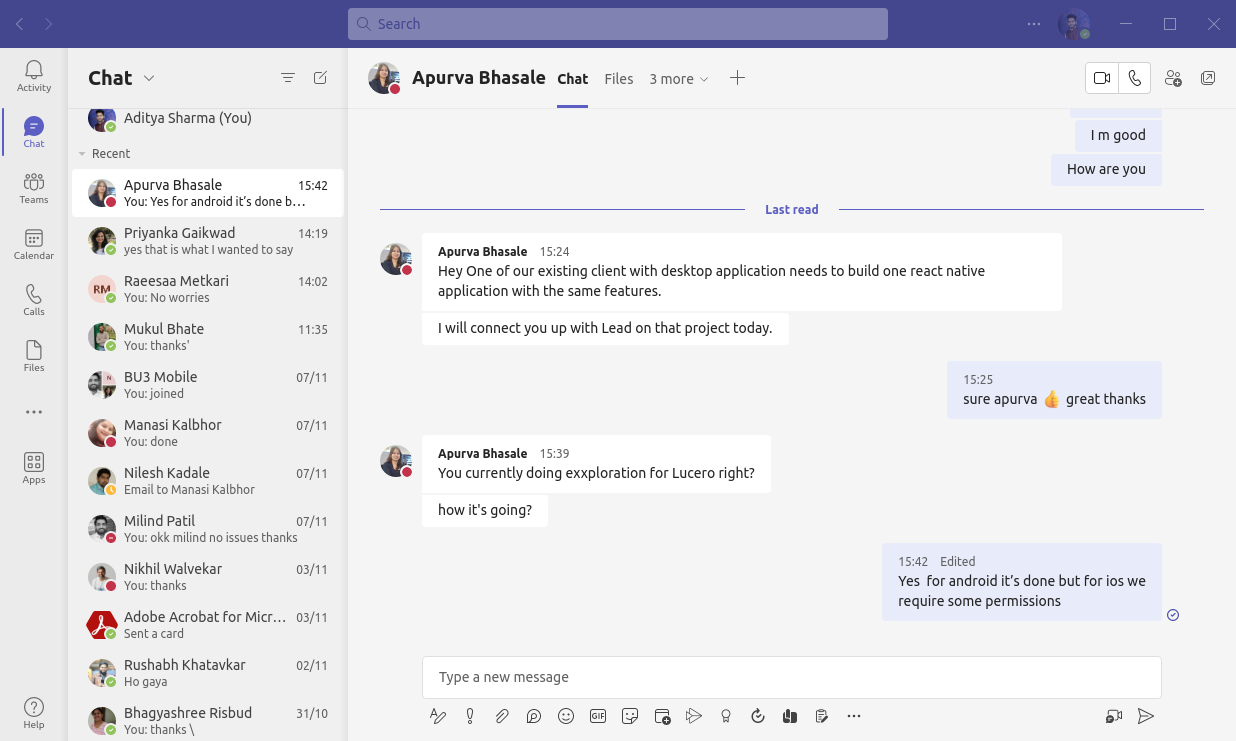 Search
Activity
Chat
Teams
Calendar
Calls
Files
Apps
Help
Chat
Aditya Sharma (You)
Recent
Apurva Bhasale 15:42
You: Yes for android it’s done b…
Priyanka Gaikwad 14:19
yes that is what I wanted to say
RM
Raeesaa Metkari 14:02
You: No worries
Mukul Bhate 11:35
You: thanks'
N
BU3 Mobile 07/11
You: joined
Manasi Kalbhor 07/11
You: done
Nilesh Kadale 07/11
Email to Manasi Kalbhor
Milind Patil 07/11
You: okk milind no issues thanks
Nikhil Walvekar 03/11
You: thanks
Adobe Acrobat for Micr… 03/11
Sent a card
Rushabh Khatavkar 02/11
Ho gaya
Bhagyashree Risbud 31/10
You: thanks \
Apurva Bhasale Chat Files 3 more
I m good
How are you
Last read
Apurva Bhasale 15:24
Hey One of our existing client with desktop application needs to build one react native
application with the same features.
I will connect you up with Lead on that project today.
15:25
sure apurva 👍 great thanks
Apurva Bhasale 15:39
You currently doing exxploration for Lucero right?
how it's going?
15:42 Edited
Yes  for android it’s done but for ios we
require some permissions
Type a new message
GIF